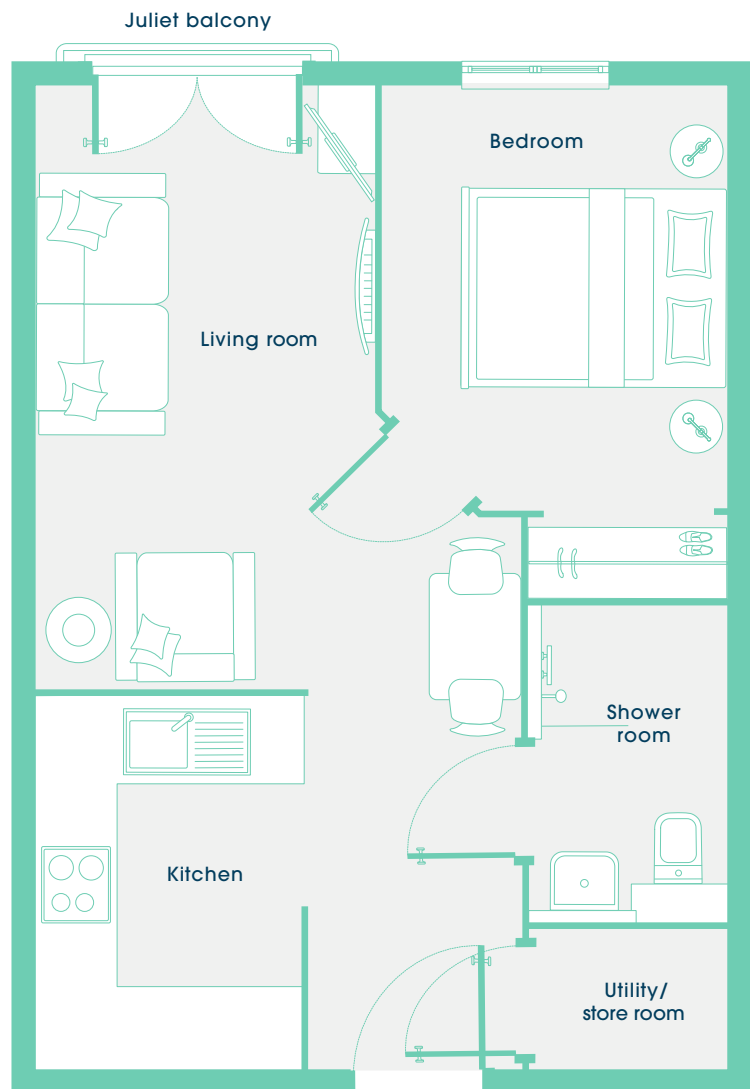 Juliet balcony
Bedroom
Living room
Shower
room
Kitchen
Utility/
store room